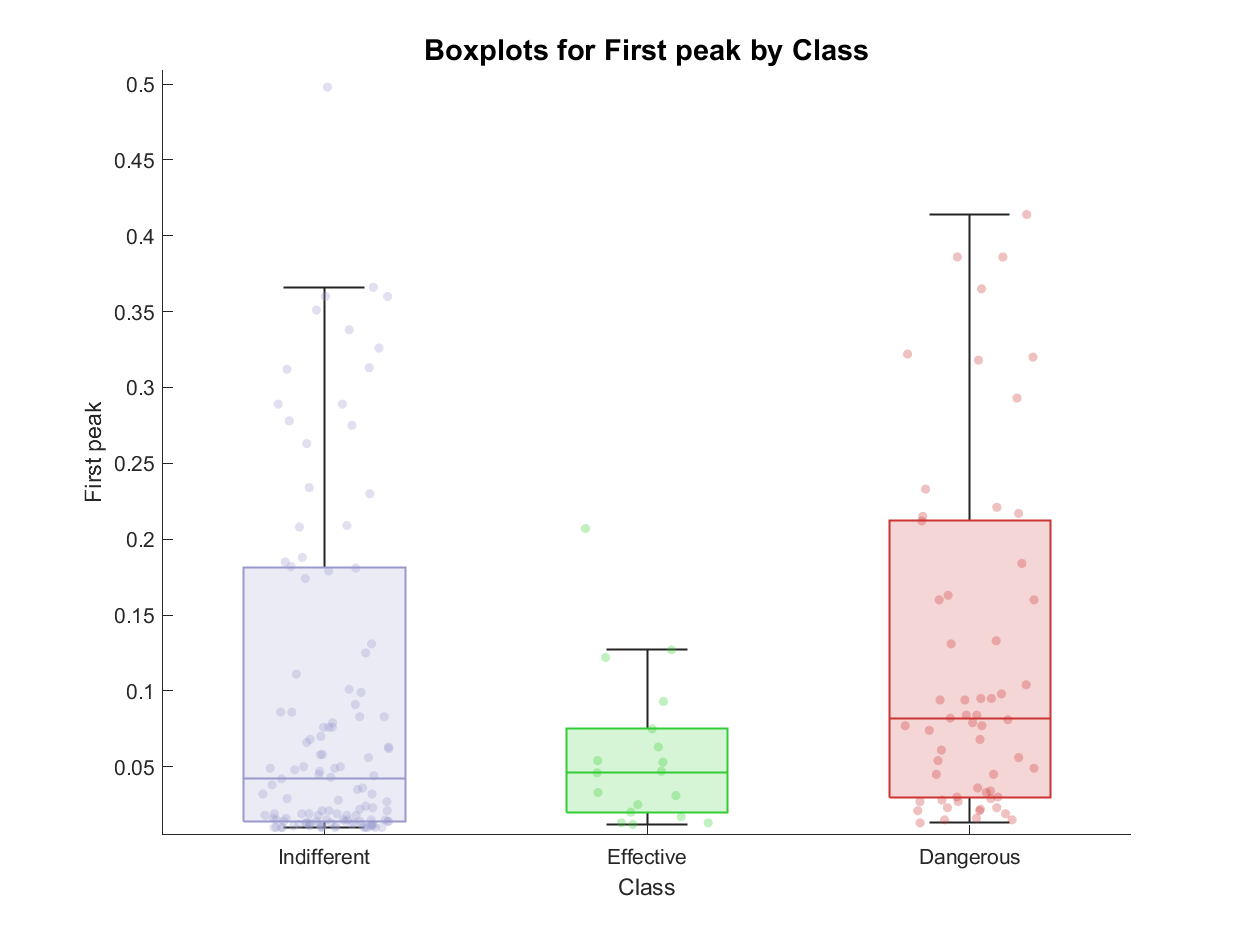 Boxplots for First peak by Class
0.5
0.45
0.4
0.35
0.3
0.25
0.2
0.15
0.1
0.05
First peak
Indifferent
Effective
Dangerous
Class